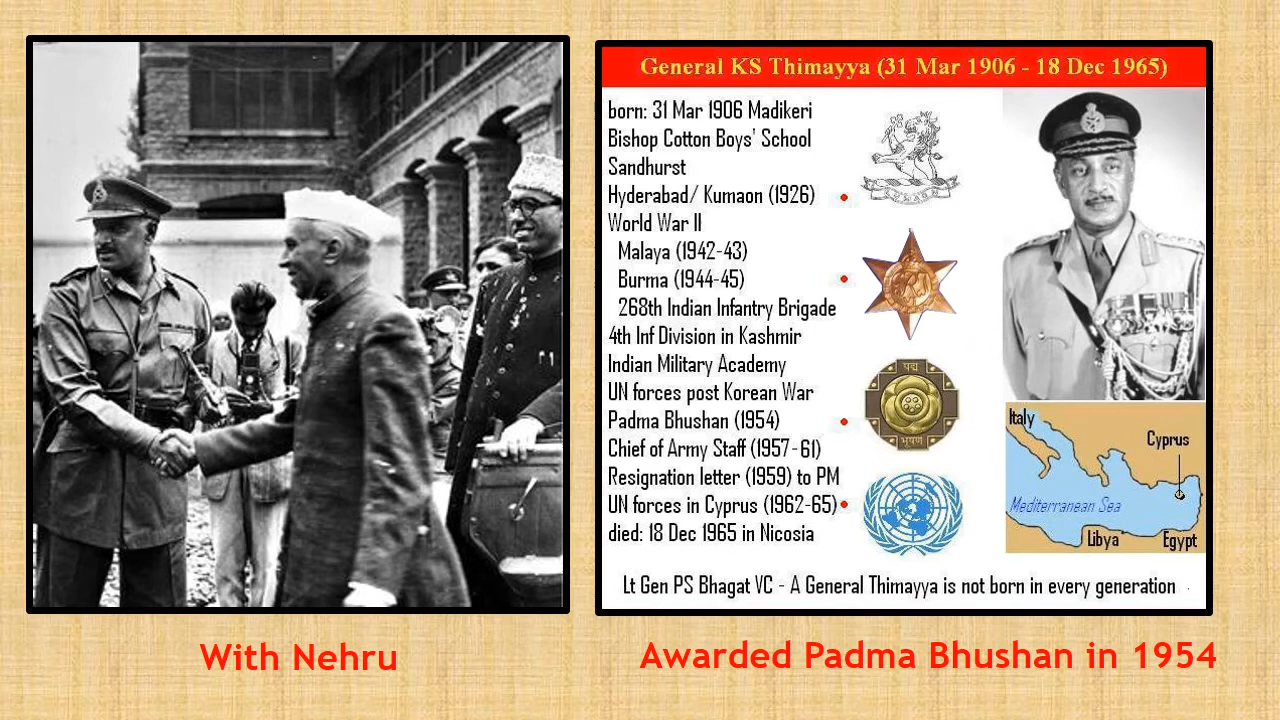 General KS Thimayya (31 Mar 1906 - 18 Dec 1965)
born: 31 Mar 1906 Madikeri
Bishop Cotton Boys' School
Sandhurst
Hyderabad/ Kumaon (1926)
World War II
Malaya (1942-43)
Burma (1944-45)
268th Indian Infantry Brigade
4th Inf Division in Kashmir
Indian Military Academy
UN forces post Korean War
Padma Bhushan (1954)
Chief of Army Staff (1957-61)
Resignation letter (1959) to PM
UN forces in Cyprus (1962-65)
died: 18 Dec 1965 in Nicosia
पद्म
भूषण
Italy
Cyprus
Mediterranean Sea
Libya
Egypt
Lt Gen PS Bhagat VC - A General Thimayya is not born in every generation
With Nehru
Awarded Padma Bhushan in 1954